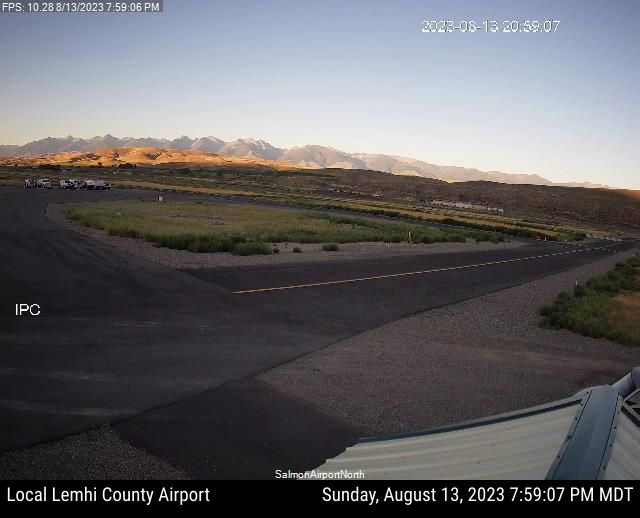 FPS: 10.28 8/13/2023 7:59:06 PM
2023-08-13 20:59:07
IPC
SalmonAirportNorth
Local Lemhi County Airport
Sunday, August 13, 2023 7:59:07 PM MDT